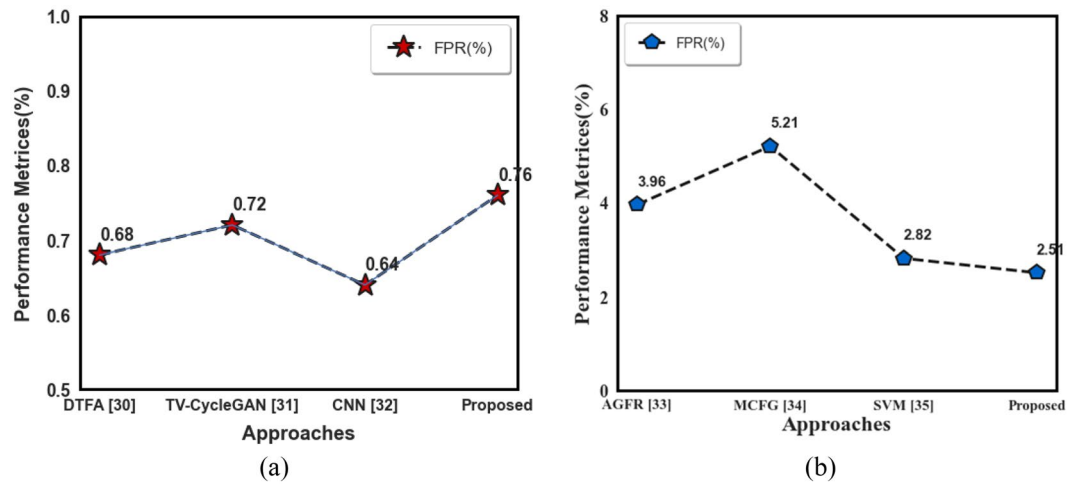 1.0
0.9
0.8
0.7
0.6
0.5
Performance Metrices(%)
FPR(%)
0.68
0.72
0.64
0.76
DTFA [30] TV-CycleGAN [31] CNN [32] Proposed
Approaches
(a)
8
6
4
2
0
Performance Metrices(%)
FPR(%)
3.96
5.21
2.82
2.51
AGFR [33] MCFG [34] SVM [35] Proposed
Approaches
(b)